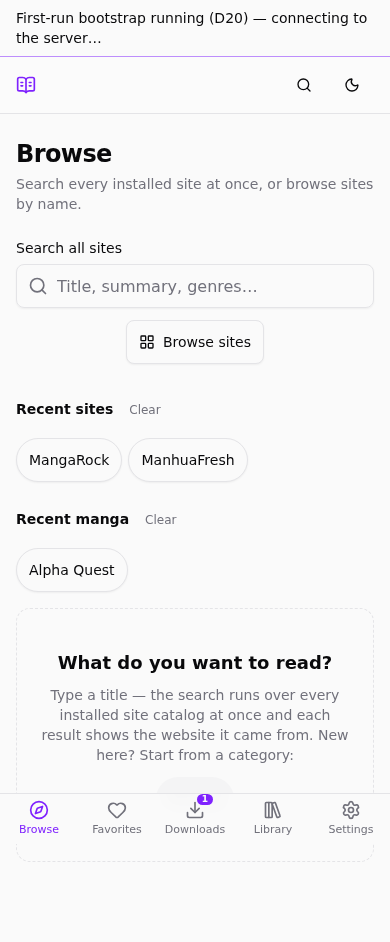 First-run bootstrap running (D20) — connecting to
the server…
Browse
Search every installed site at once, or browse sites
by name.
Search all sites
Title, summary, genres…
Browse sites
Recent sites Clear
MangaRock ManhuaFresh
Recent manga Clear
Alpha Quest
What do you want to read?
Type a title — the search runs over every
installed site catalog at once and each
result shows the website it came from. New
here? Start from a category:
1
Browse Favorites Downloads Library Settings